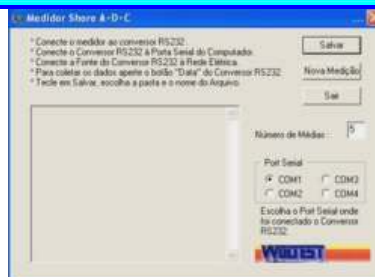 Medidor Shore A-D-C
* Conecte o medidor ao conversor RS232.
* Conecte o Conversor RS232 à Porta Serial do Computador.
* Conecte a Fonte do Conversor RS232 à Rede Elétrica.
* Para coletar os dados aperte o botão "Data" do Conversor RS232
* Tecle em Salvar, escolha a pasta e o nome do Arquivo.
Salvar
Nova Medição
Sair
Número de Médias :
5
Port Serial
COM1
COM3
COM2
COM4
Escolha o Port Serial onde
foi conectado o Conversor
RS232.